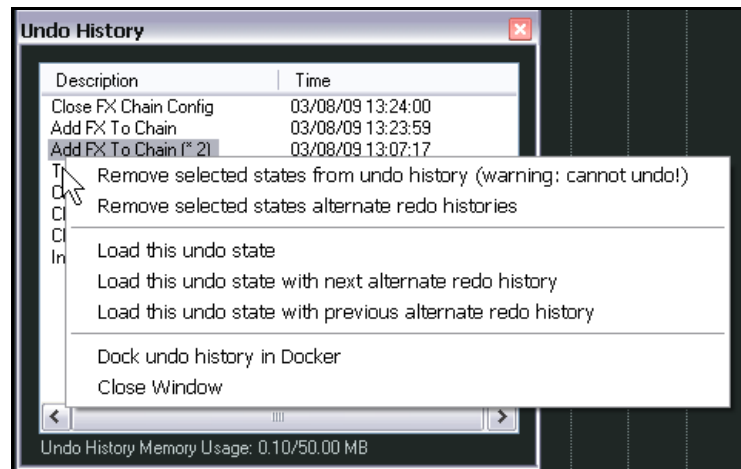 Undo History
Description Time
Close FX Chain Config 03/08/09 13:24:00
Add FX To Chain 03/08/09 13:23:59
Add FX To Chain (* 2) 03/08/09 13:07:17
Remove selected states from undo history (warning: cannot undo!)
Remove selected states alternate redo histories
Load this undo state
Load this undo state with next alternate redo history
Load this undo state with previous alternate redo history
Dock undo history in Docker
Close Window
Undo History Memory Usage: 0.10/50.00 MB